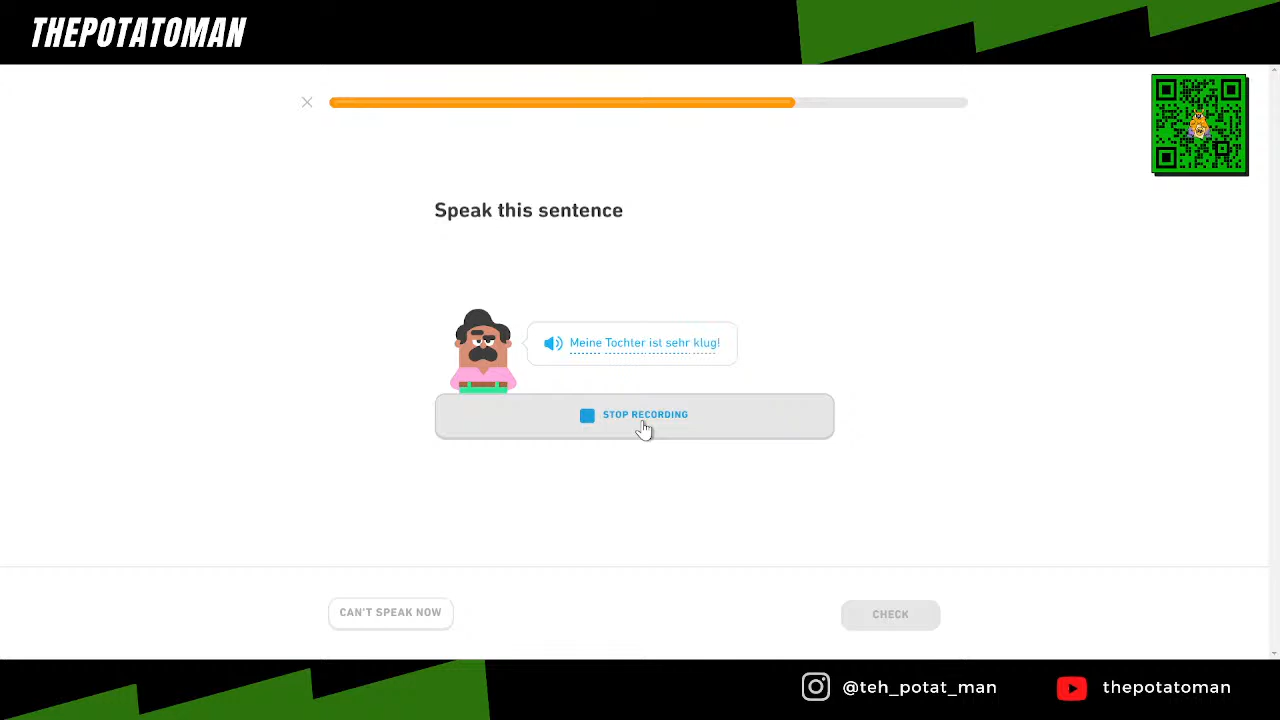 THEPOTATOMAN
Speak this sentence
Meine Tochter ist sehr klug!
STOP RECORDING
CAN'T SPEAK NOW
CHECK
@teh_potat_man
thepotatoman